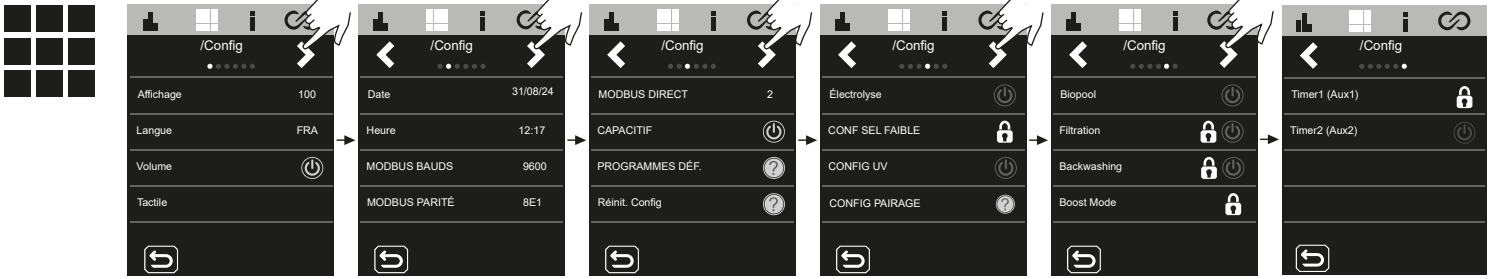 /Config
Affichage 100
Langue FRA
Volume
Tactile
/Config
Date 31/08/24
Heure 12:17
MODBUS BAUDS 9600
MODBUS PARITÉ 8E1
/Config
MODBUS DIRECT 2
CAPACITIF
PROGRAMMES DÉF. ?
Réinit. Config ?
/Config
Électrolyse
CONF SEL FAIBLE
CONFIG UV
CONFIG PAIRAGE ?
/Config
Biopool
Filtration
Backwashing
Boost Mode
/Config
Timer1 (Aux1)
Timer2 (Aux2)